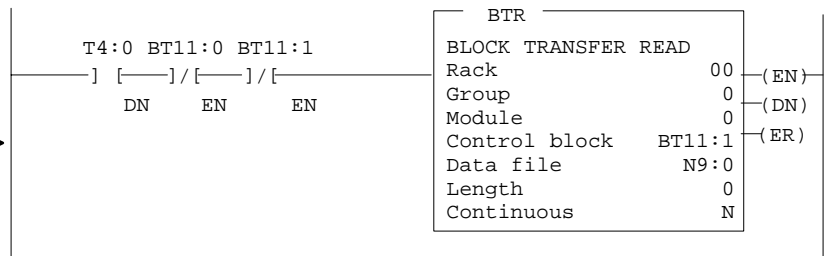 BTR
T4:0 BT11:0 BT11:1
] [ ]/[ ]/[
DN EN EN
BLOCK TRANSFER READ
Rack 00
Group 0
Module 0
Control block BT11:1
Data file N9:0
Length 0
Continuous N
(EN)
(DN)
(ER)